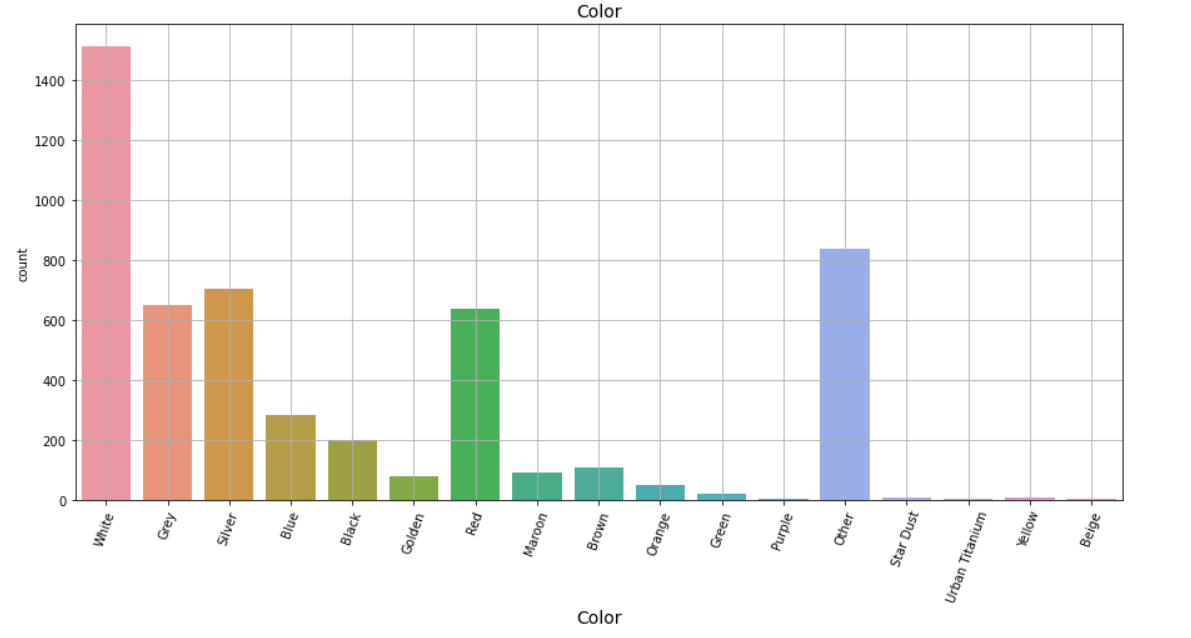 Color
count
1400
1200
1000
800
600
400
200
0
White
Grey
Silver
Blue
Black
Golden
Red
Maroon
Brown
Orange
Green
Purple
Other
Star Dust
Urban Titanium
Yellow
Beige
Color